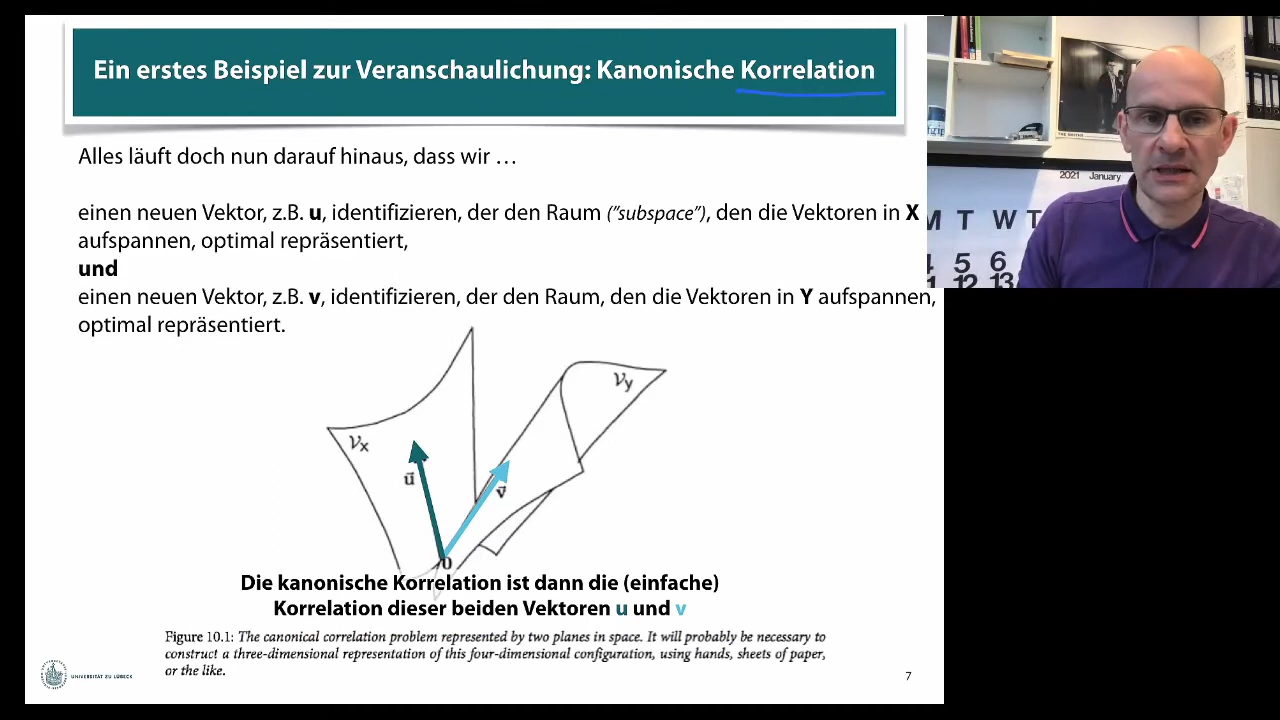 Ein erstes Beispiel zur Veranschaulichung: Kanonische Korrelation
Alles läuft doch nun darauf hinaus, dass wir …
einen neuen Vektor, z.B. u, identifizieren, der den Raum ("subspace"), den die Vektoren in X
aufspannen, optimal repräsentiert,
und
einen neuen Vektor, z.B. v, identifizieren, der den Raum, den die Vektoren in Y aufspannen,
optimal repräsentiert.
𝒱y
𝒱x
u⃗
v⃗
0
Die kanonische Korrelation ist dann die (einfache)
Korrelation dieser beiden Vektoren u und v
Figure 10.1: The canonical correlation problem represented by two planes in space. It will probably be necessary to
construct a three-dimensional representation of this four-dimensional configuration, using hands, sheets of paper,
or the like.
UNIVERSITÄT ZU LÜBECK
7
THE SMITHS
2021 January
M T W T
5 6
12 13